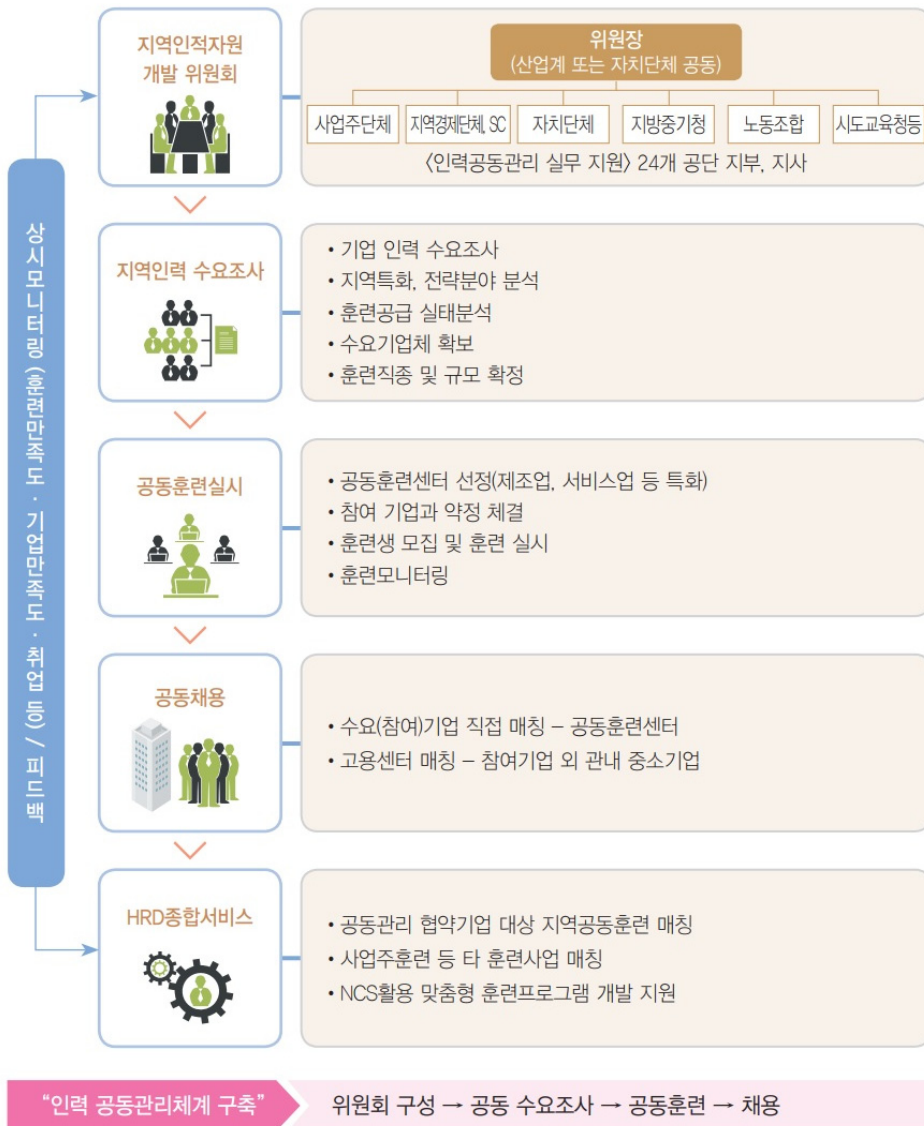 지역인적자원
개발 위원회
위원장
(산업계 또는 자치단체 공동)
사업주단체
지역경제단체, SC
자치단체
지방중기청
노동조합
시도교육청등
〈인력공동관리 실무 지원〉 24개 공단 지부, 지사
상시모니터링 (훈련만족도 · 기업만족도 · 취업 등) / 피드백
지역인력 수요조사
• 기업 인력 수요조사
• 지역특화, 전략분야 분석
• 훈련공급 실태분석
• 수요기업체 확보
• 훈련직종 및 규모 확정
공동훈련실시
• 공동훈련센터 선정(제조업, 서비스업 등 특화)
• 참여 기업과 약정 체결
• 훈련생 모집 및 훈련 실시
• 훈련모니터링
공동채용
• 수요(참여)기업 직접 매칭 – 공동훈련센터
• 고용센터 매칭 – 참여기업 외 관내 중소기업
HRD종합서비스
• 공동관리 협약기업 대상 지역공동훈련 매칭
• 사업주훈련 등 타 훈련사업 매칭
• NCS활용 맞춤형 훈련프로그램 개발 지원
“인력 공동관리체계 구축”
위원회 구성 → 공동 수요조사 → 공동훈련 → 채용